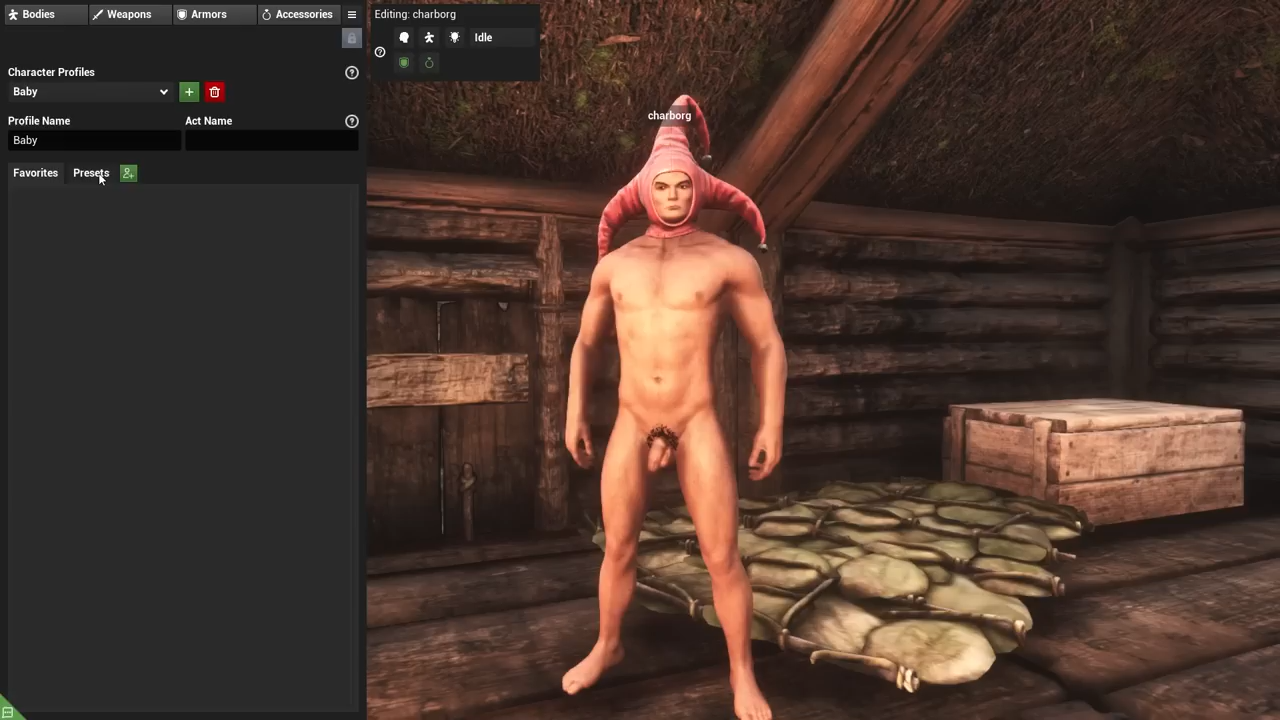 Bodies
Weapons
Armors
Accessories
Editing: charborg
Idle
Character Profiles
Baby
Profile Name
Act Name
Baby
Favorites
Presets
charborg